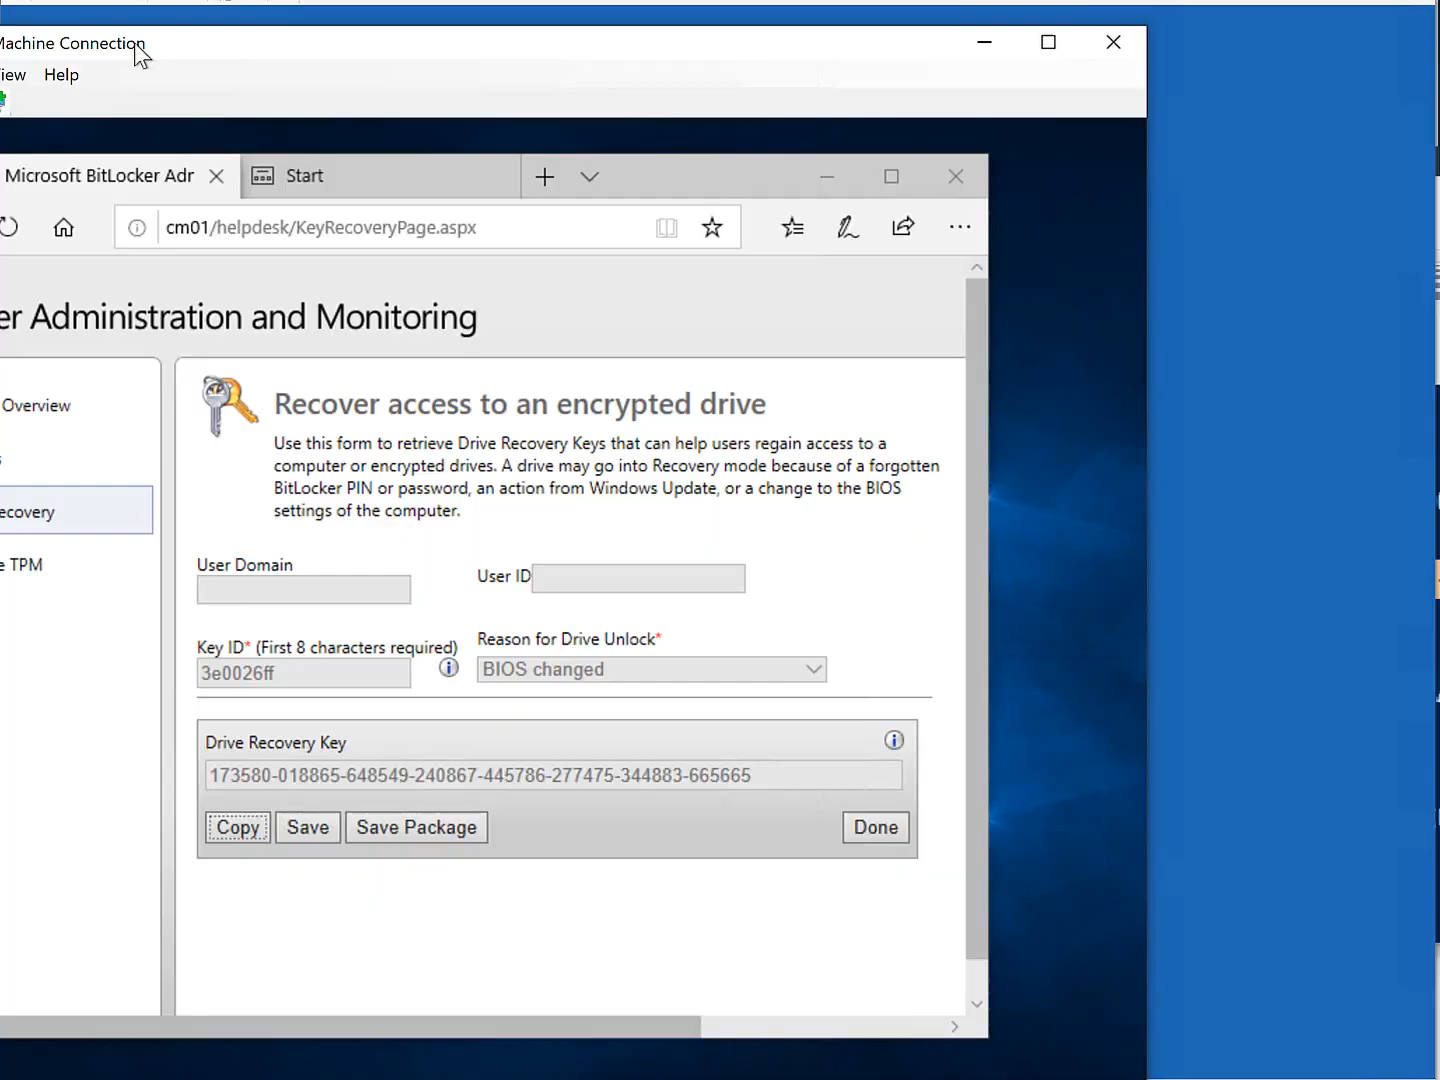 Machine Connection
View Help
Microsoft BitLocker Adr
Start
cm01/helpdesk/KeyRecoveryPage.aspx
er Administration and Monitoring
Overview
ecovery
e TPM
Recover access to an encrypted drive
Use this form to retrieve Drive Recovery Keys that can help users regain access to a
computer or encrypted drives. A drive may go into Recovery mode because of a forgotten
BitLocker PIN or password, an action from Windows Update, or a change to the BIOS
settings of the computer.
User Domain
User ID
Key ID* (First 8 characters required)
Reason for Drive Unlock*
3e0026ff
BIOS changed
Drive Recovery Key
173580-018865-648549-240867-445786-277475-344883-665665
Copy Save Save Package Done